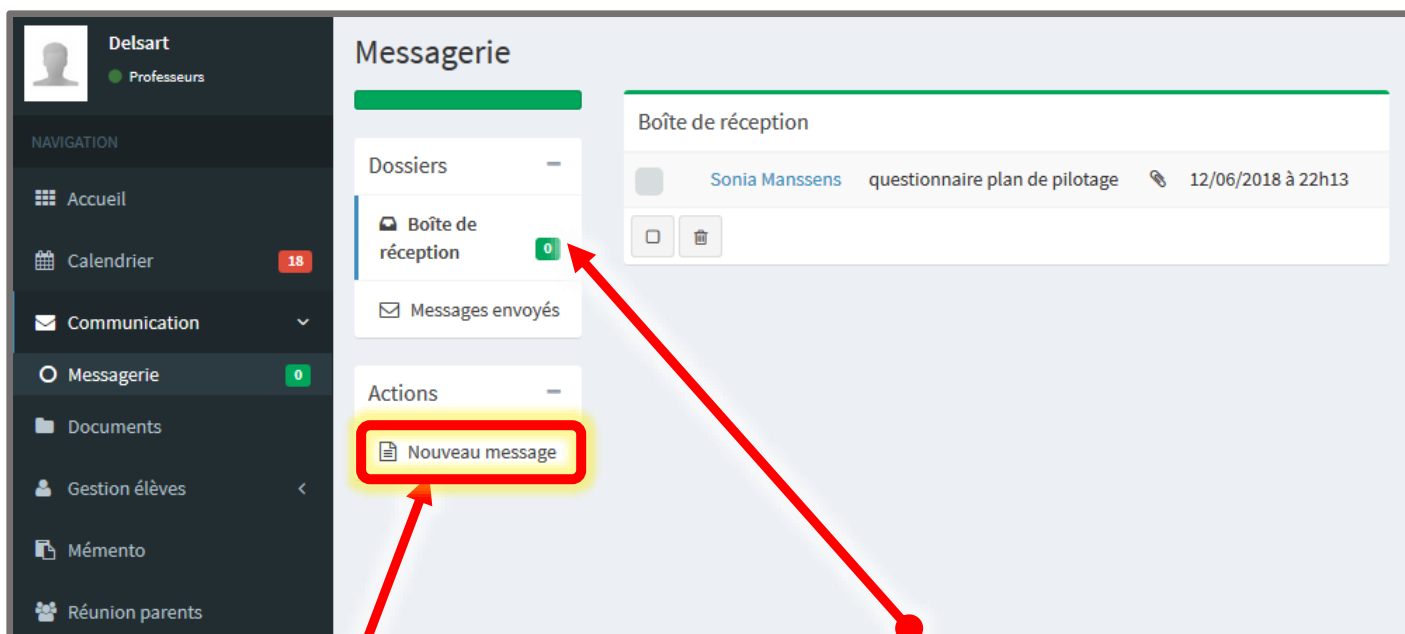 Delsart
Professeurs
NAVIGATION
Accueil
Calendrier 18
Communication
Messagerie 0
Documents
Gestion élèves
Mémento
Réunion parents
Messagerie
Dossiers
Boîte de
réception 0
Messages envoyés
Actions
Nouveau message
Boîte de réception
Sonia Manssens questionnaire plan de pilotage 12/06/2018 à 22h13